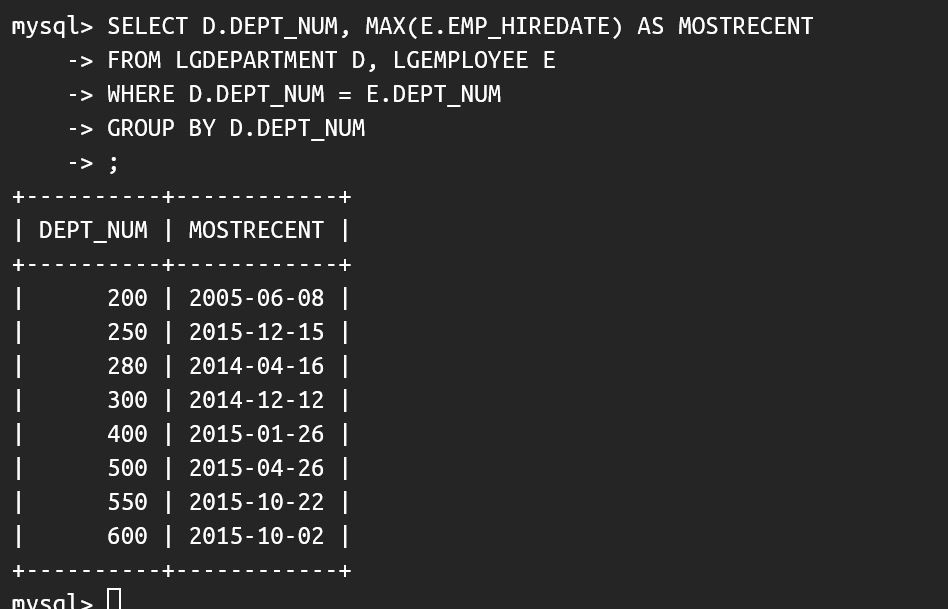 mysql> SELECT D.DEPT_NUM, MAX(E.EMP_HIREDATE) AS MOSTRECENT
    -> FROM LGDEPARTMENT D, LGEMPLOYEE E
    -> WHERE D.DEPT_NUM = E.DEPT_NUM
    -> GROUP BY D.DEPT_NUM
    -> ;
+----------+------------+
| DEPT_NUM | MOSTRECENT |
+----------+------------+
|      200 | 2005-06-08 |
|      250 | 2015-12-15 |
|      280 | 2014-04-16 |
|      300 | 2014-12-12 |
|      400 | 2015-01-26 |
|      500 | 2015-04-26 |
|      550 | 2015-10-22 |
|      600 | 2015-10-02 |
+----------+------------+
mysql>